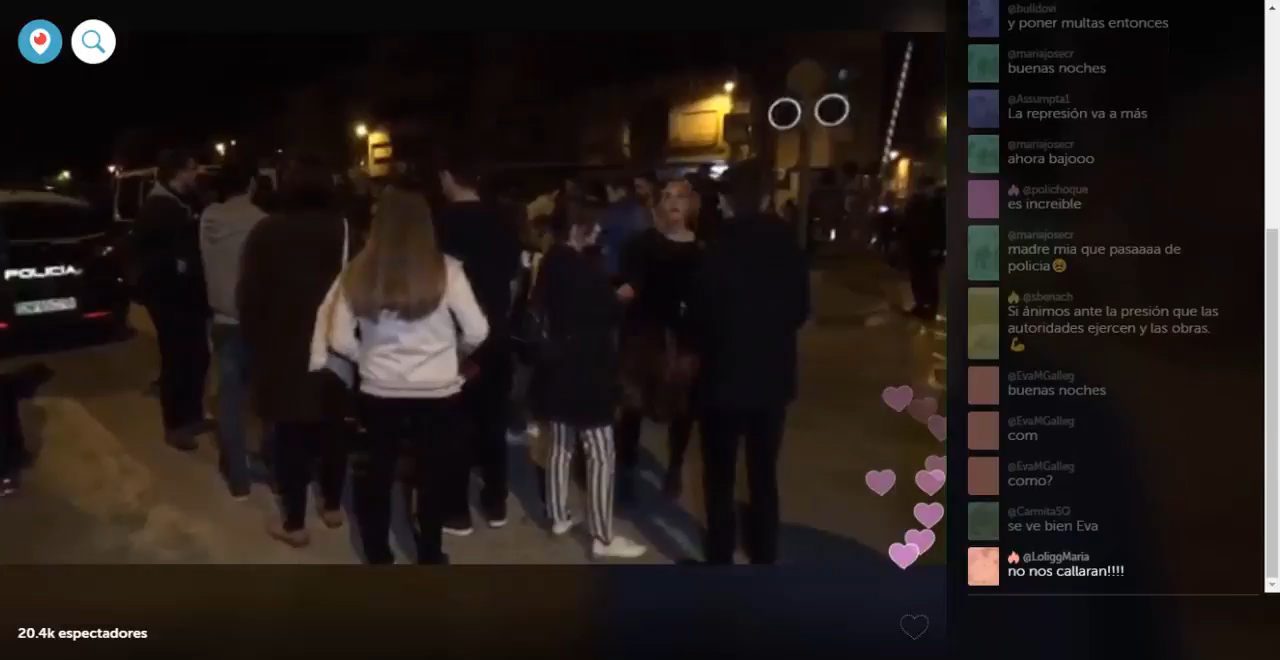 POLICIA
20.4k espectadores
@bulldovi
y poner multas entonces
@mariajosecr
buenas noches
@Assumpta1
La represión va a más
@mariajosecr
ahora bajooo
@polichoque
es increible
@mariajosecr
madre mia que pasaaaa de
policia😣
@sbenach
Si ánimos ante la presión que las
autoridades ejercen y las obras.
💪
@EvaMGalleg
buenas noches
@EvaMGalleg
com
@EvaMGalleg
como?
@CarmitaSQ
se ve bien Eva
@LoliggMaria
no nos callaran!!!!